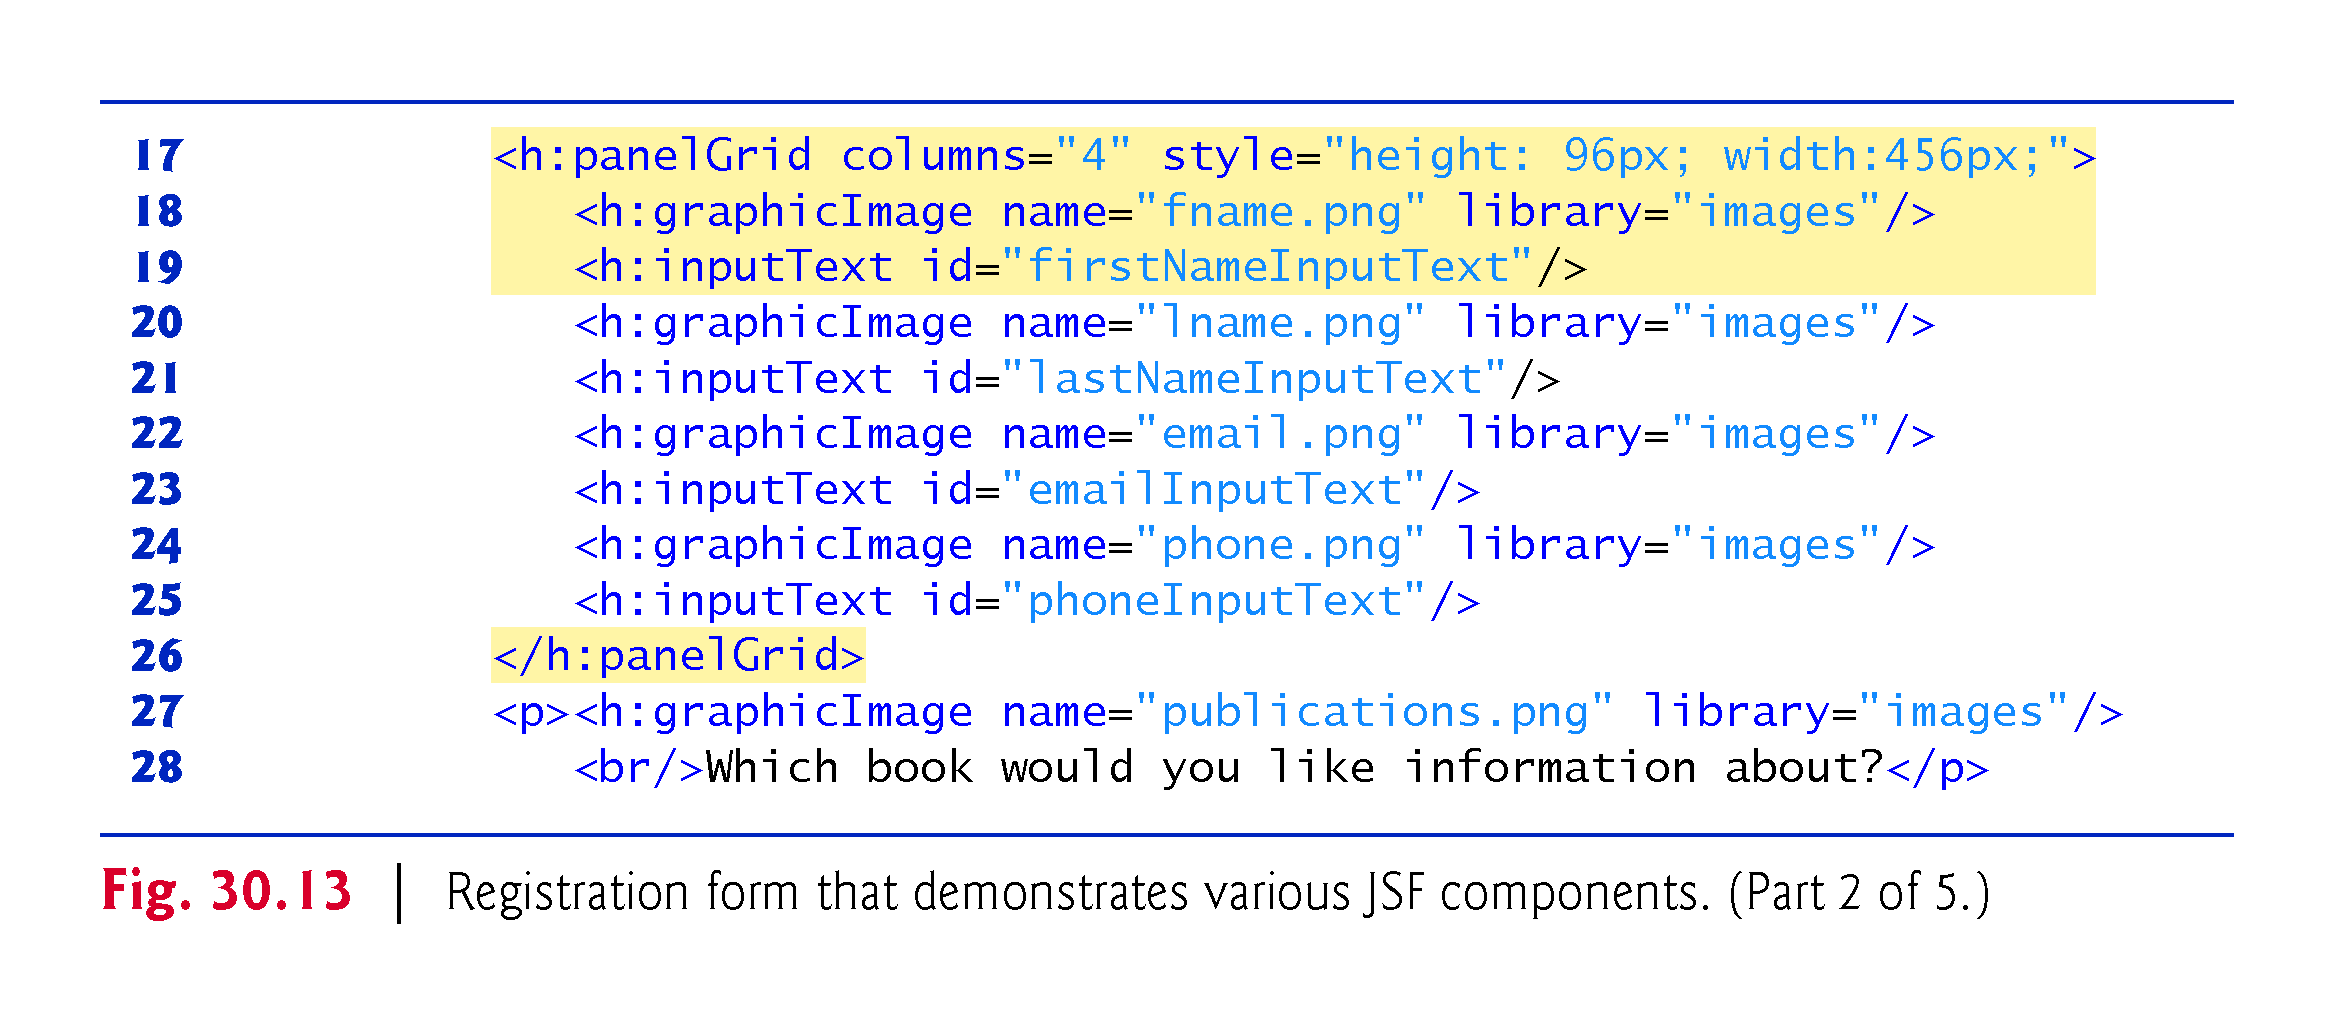 17 <h:panelGrid columns="4" style="height: 96px; width:456px;">
18 <h:graphicImage name="fname.png" library="images"/>
19 <h:inputText id="firstNameInputText"/>
20 <h:graphicImage name="lname.png" library="images"/>
21 <h:inputText id="lastNameInputText"/>
22 <h:graphicImage name="email.png" library="images"/>
23 <h:inputText id="emailInputText"/>
24 <h:graphicImage name="phone.png" library="images"/>
25 <h:inputText id="phoneInputText"/>
26 </h:panelGrid>
27 <p><h:graphicImage name="publications.png" library="images"/>
28 <br/>Which book would you like information about?</p>
Fig. 30.13 | Registration form that demonstrates various JSF components. (Part 2 of 5.)